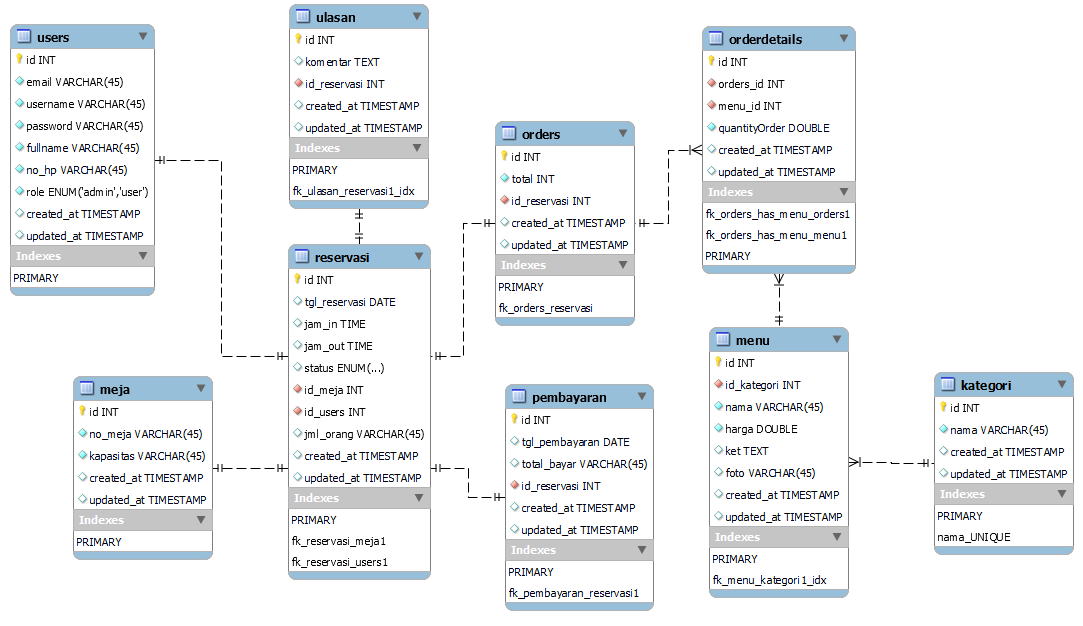 users
id INT
email VARCHAR(45)
username VARCHAR(45)
password VARCHAR(45)
fullname VARCHAR(45)
no_hp VARCHAR(45)
role ENUM('admin','user')
created_at TIMESTAMP
updated_at TIMESTAMP
Indexes
PRIMARY
ulasan
id INT
komentar TEXT
id_reservasi INT
created_at TIMESTAMP
updated_at TIMESTAMP
Indexes
PRIMARY
fk_ulasan_reservasi1_idx
orders
id INT
total INT
id_reservasi INT
created_at TIMESTAMP
updated_at TIMESTAMP
Indexes
PRIMARY
fk_orders_reservasi
orderdetails
id INT
orders_id INT
menu_id INT
quantityOrder DOUBLE
created_at TIMESTAMP
updated_at TIMESTAMP
Indexes
fk_orders_has_menu_orders1
fk_orders_has_menu_menu1
PRIMARY
reservasi
id INT
tgl_reservasi DATE
jam_in TIME
jam_out TIME
status ENUM(...)
id_meja INT
id_users INT
jml_orang VARCHAR(45)
created_at TIMESTAMP
updated_at TIMESTAMP
Indexes
PRIMARY
fk_reservasi_meja1
fk_reservasi_users1
meja
id INT
no_meja VARCHAR(45)
kapasitas VARCHAR(45)
created_at TIMESTAMP
updated_at TIMESTAMP
Indexes
PRIMARY
pembayaran
id INT
tgl_pembayaran DATE
total_bayar VARCHAR(45)
id_reservasi INT
created_at TIMESTAMP
updated_at TIMESTAMP
Indexes
PRIMARY
fk_pembayaran_reservasi1
menu
id INT
id_kategori INT
nama VARCHAR(45)
harga DOUBLE
ket TEXT
foto VARCHAR(45)
created_at TIMESTAMP
updated_at TIMESTAMP
Indexes
PRIMARY
fk_menu_kategori1_idx
kategori
id INT
nama VARCHAR(45)
created_at TIMESTAMP
updated_at TIMESTAMP
Indexes
PRIMARY
nama_UNIQUE